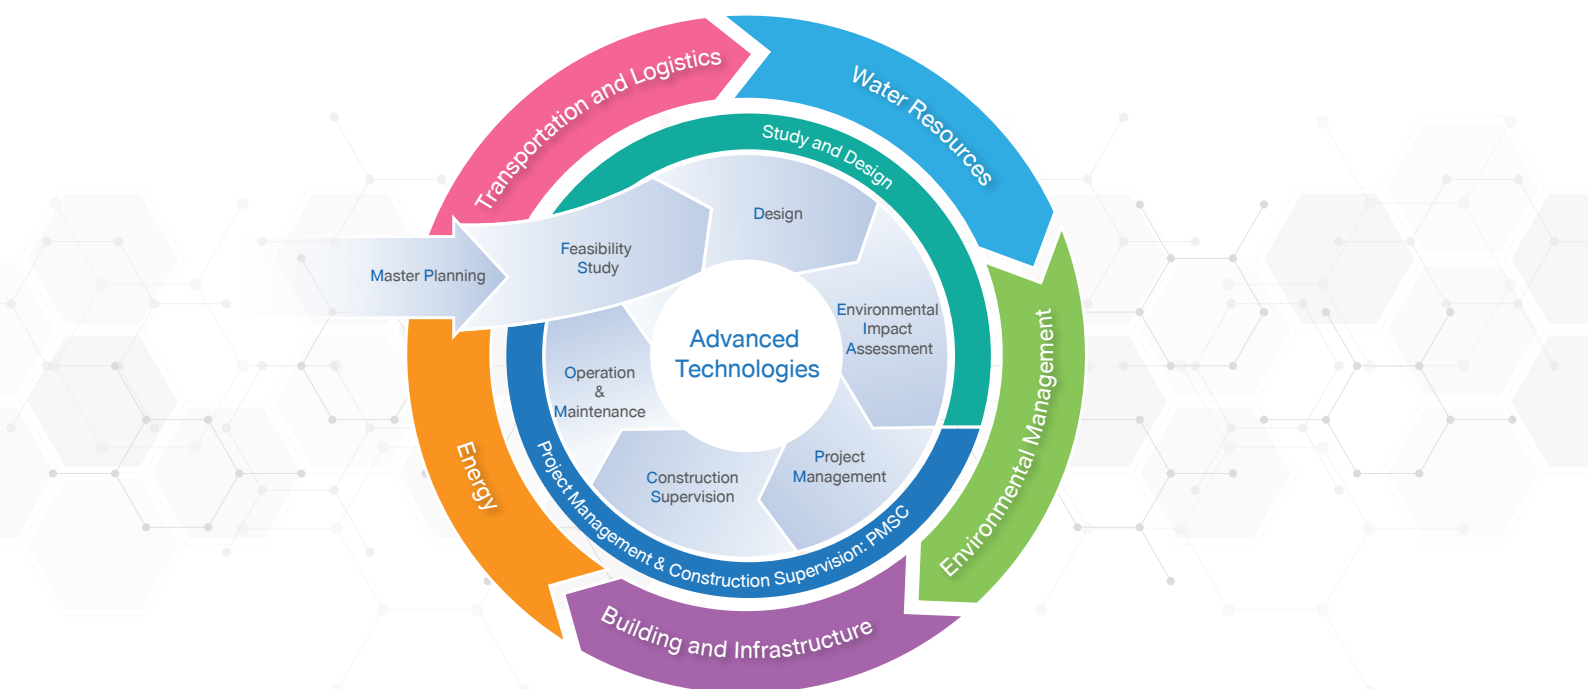 Transportation and Logistics
Water Resources
Study and Design
Design
Feasibility
Study
Master Planning
Environmental
Impact
Assessment
Advanced
Technologies
Operation
&
Maintenance
Project
Management
Construction
Supervision
Project Management & Construction Supervision: PMSC
Environmental Management
Energy
Building and Infrastructure